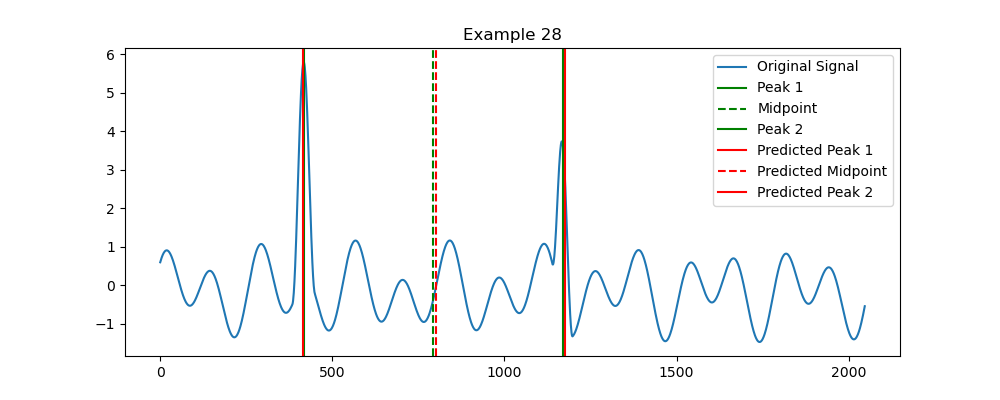 Example 28
Original Signal
Peak 1
Midpoint
Peak 2
Predicted Peak 1
Predicted Midpoint
Predicted Peak 2
6
5
4
3
2
1
0
−1
0 500 1000 1500 2000